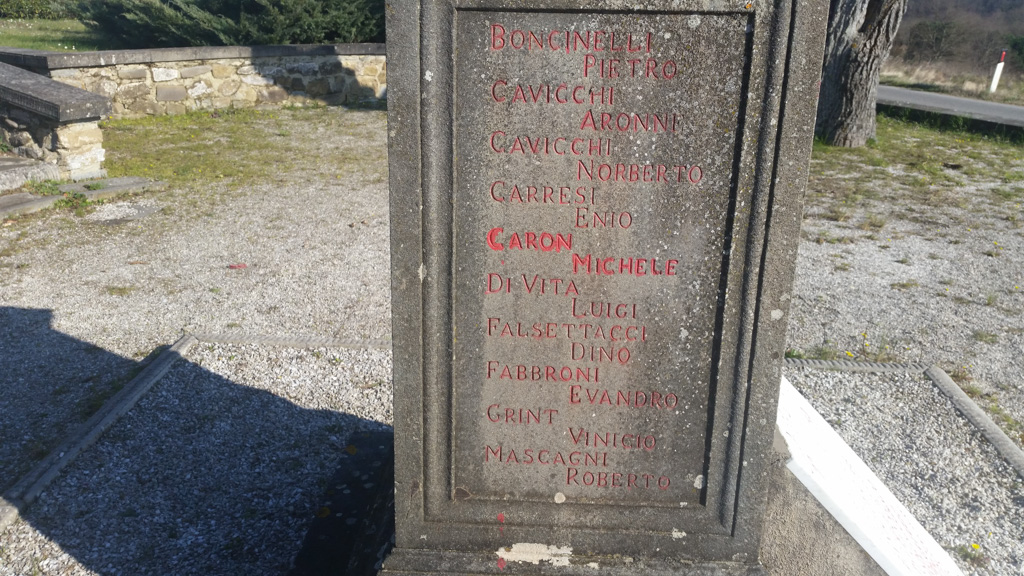 BONCINELLI
PIETRO
CAVICCHI
ARONNE
CAVICCHI
NORBERTO
CARRESI
ENIO
CARON
MICHELE
DI VITA
LUIGI
FALSETTACCI
DINO
FABBRONI
EVANDRO
GRINT
VINICIO
MASCAGNI
ROBERTO